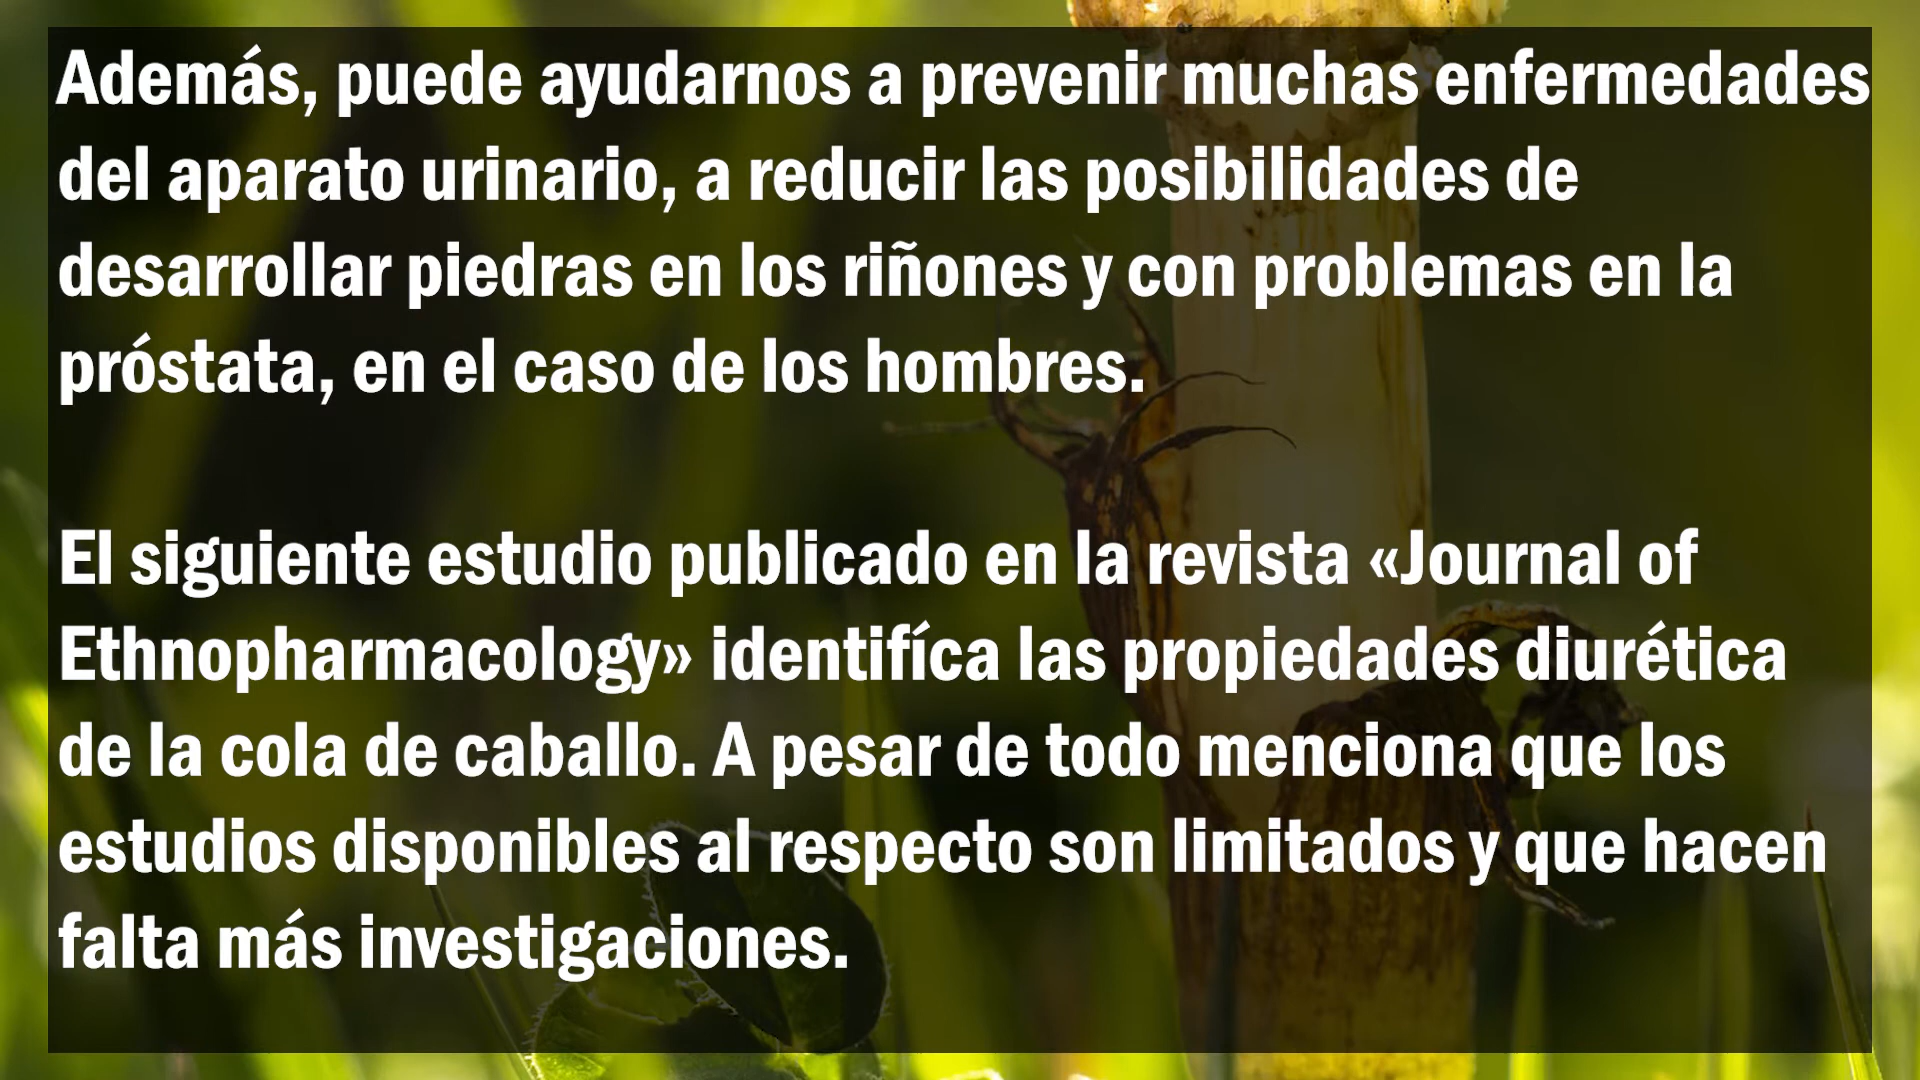 Además, puede ayudarnos a prevenir muchas enfermedades
del aparato urinario, a reducir las posibilidades de
desarrollar piedras en los riñones y con problemas en la
próstata, en el caso de los hombres.
El siguiente estudio publicado en la revista «Journal of
Ethnopharmacology» identifíca las propiedades diurética
de la cola de caballo. A pesar de todo menciona que los
estudios disponibles al respecto son limitados y que hacen
falta más investigaciones.